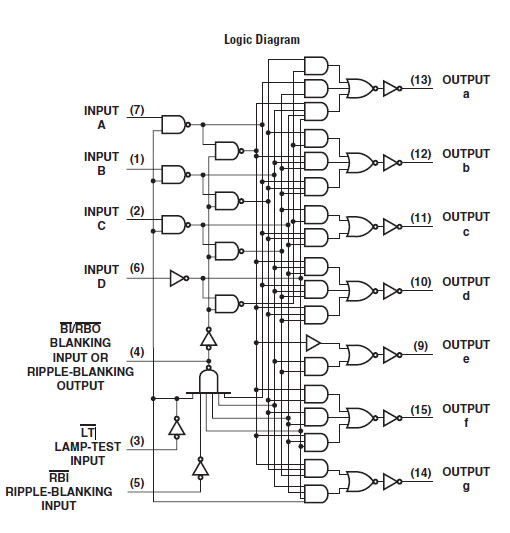 Logic Diagram
INPUT (7)
A
INPUT (1)
B
INPUT (2)
C
INPUT (6)
D
BI/RBO
BLANKING
INPUT OR (4)
RIPPLE-BLANKING
OUTPUT
LT
LAMP-TEST (3)
INPUT
RBI
RIPPLE-BLANKING (5)
INPUT
(13) OUTPUT
a
(12) OUTPUT
b
(11) OUTPUT
c
(10) OUTPUT
d
(9) OUTPUT
e
(15) OUTPUT
f
(14) OUTPUT
g